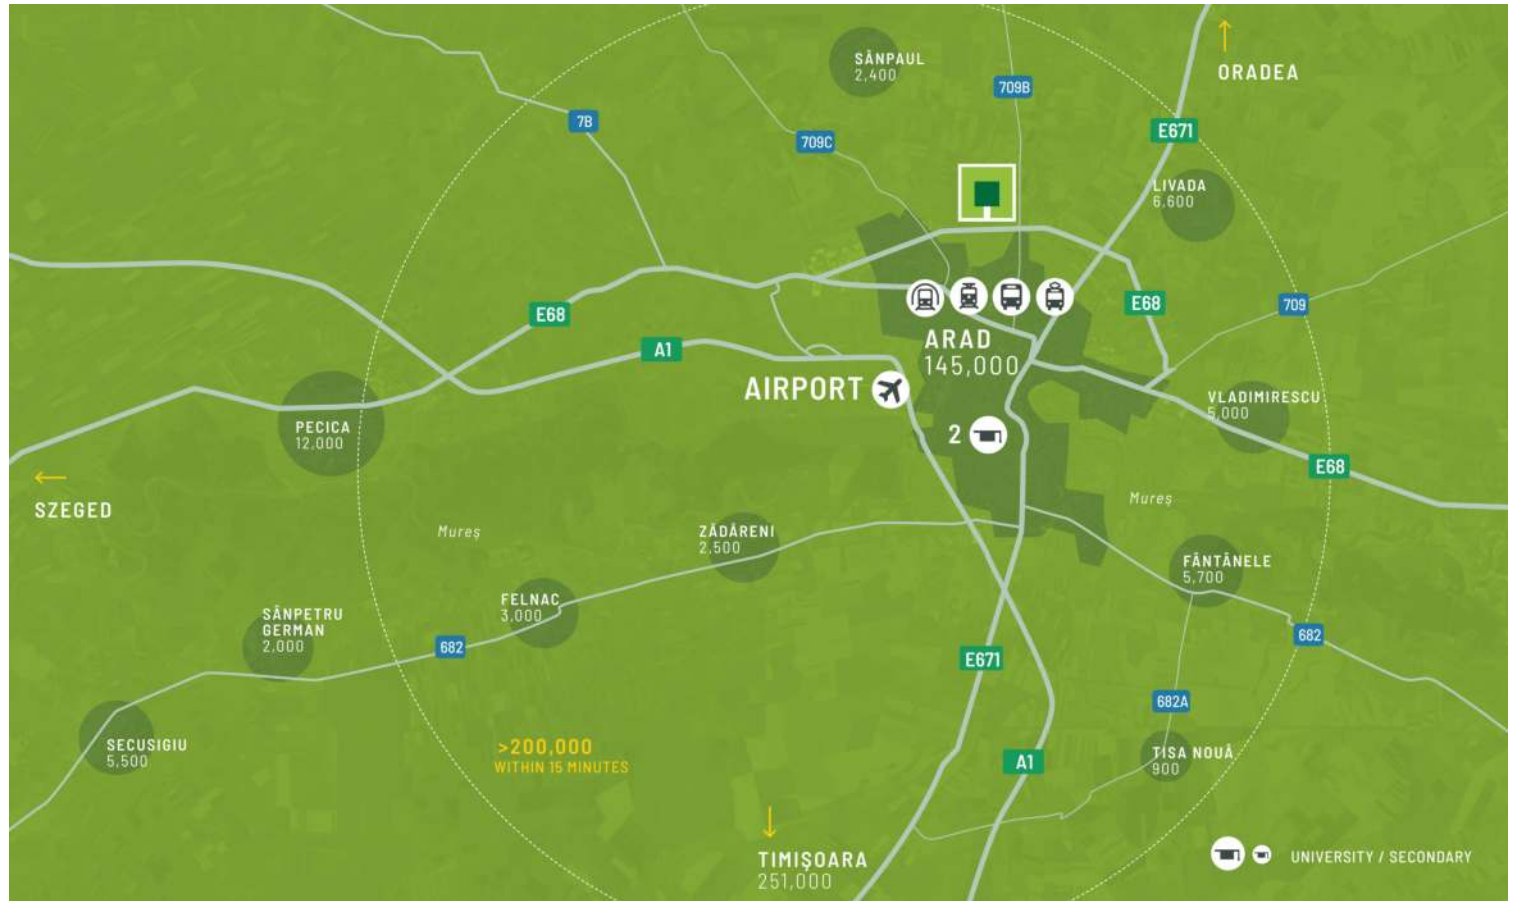 SÂNPAUL
2,400
709B
ORADEA
7B
709C
E671
LIVADA
6,600
E68
E68
709
A1
ARAD
145,000
AIRPORT
PECICA
12,000
VLADIMIRESCU
5,000
2
E68
SZEGED
Mureș
Mureș
ZĂDĂRENI
2,500
FÂNTÂNELE
5,700
FELNAC
3,000
SÂNPETRU
GERMAN
2,000
682
682
E671
682A
SECUSIGIU
5,500
>200,000
WITHIN 15 MINUTES
A1
TISA NOUĂ
900
TIMIȘOARA
251,000
UNIVERSITY / SECONDARY